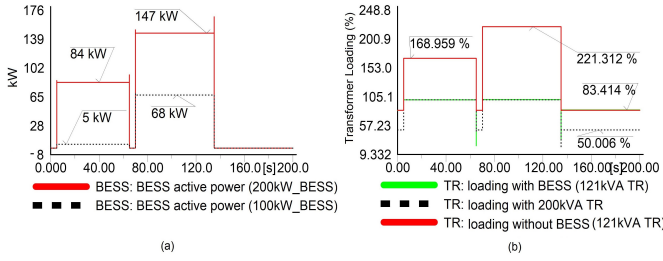 176
139
102
65
28
-8
kW
147 kW
84 kW
5 kW
68 kW
0.000 40.00 80.00 120.00 160.00 [s] 200.0
BESS: BESS active power (200kW_BESS)
BESS: BESS active power (100kW_BESS)
(a)
248.8
200.9
153.0
105.1
57.23
9.332
Transformer Loading (%)
168.959 %
221.312 %
83.414 %
50.006 %
0.00 40.00 80.00 120.00 160.00 [s] 200.0
TR: loading with BESS (121kVA TR)
TR: loading with 200kVA TR
TR: loading without BESS (121kVA TR)
(b)